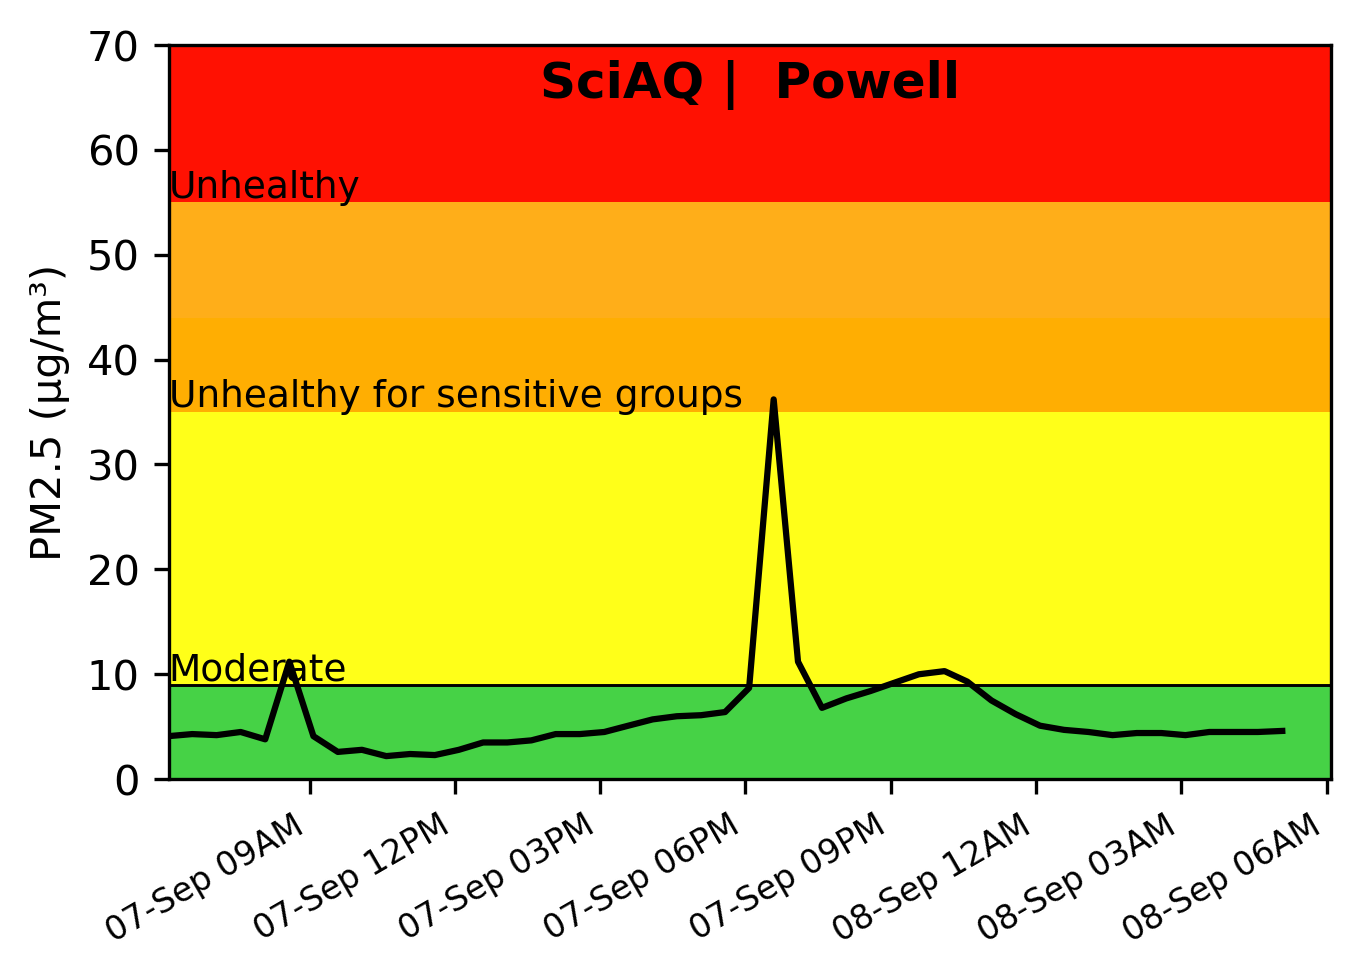 SciAQ |  Powell
PM2.5 (µg/m³)
70
60
50
40
30
20
10
0
Unhealthy
Unhealthy for sensitive groups
Moderate
07-Sep 09AM
07-Sep 12PM
07-Sep 03PM
07-Sep 06PM
07-Sep 09PM
08-Sep 12AM
08-Sep 03AM
08-Sep 06AM